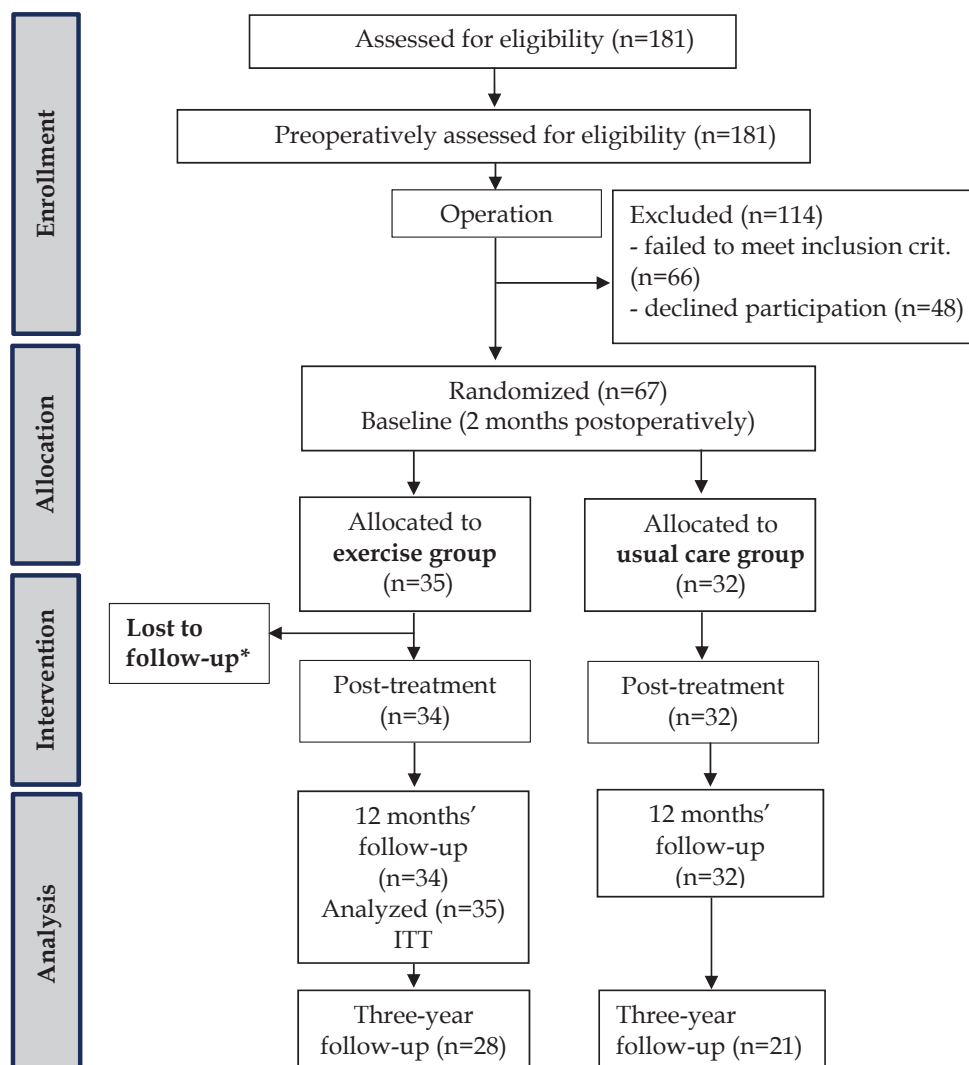 Enrollment
Assessed for eligibility (n=181)
Preoperatively assessed for eligibility (n=181)
Operation
Excluded (n=114)
- failed to meet inclusion crit.
(n=66)
- declined participation (n=48)
Allocation
Randomized (n=67)
Baseline (2 months postoperatively)
Allocated to
exercise group
(n=35)
Allocated to
usual care group
(n=32)
Intervention
Lost to
follow-up*
Post-treatment
(n=34)
Post-treatment
(n=32)
Analysis
12 months’
follow-up
(n=34)
Analyzed (n=35)
ITT
12 months’
follow-up
(n=32)
Three-year
follow-up (n=28)
Three-year
follow-up (n=21)